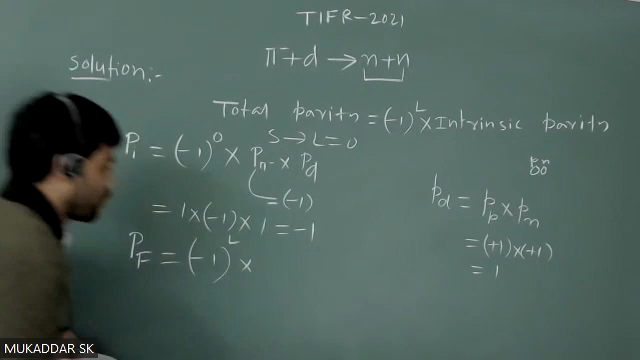 TIFR-2021
π⁻+d → n+n
Solution:-
Total parity = (-1)^L × Intrinsic parity
S → L=0
P_i = (-1)^0 × P_π- × P_d
= (-1)
= 1×(-1)×1 = -1
P_F = (-1)^L ×
p n
P_d = P_p × P_n
= (+1)×(+1)
= 1
MUKADDAR SK